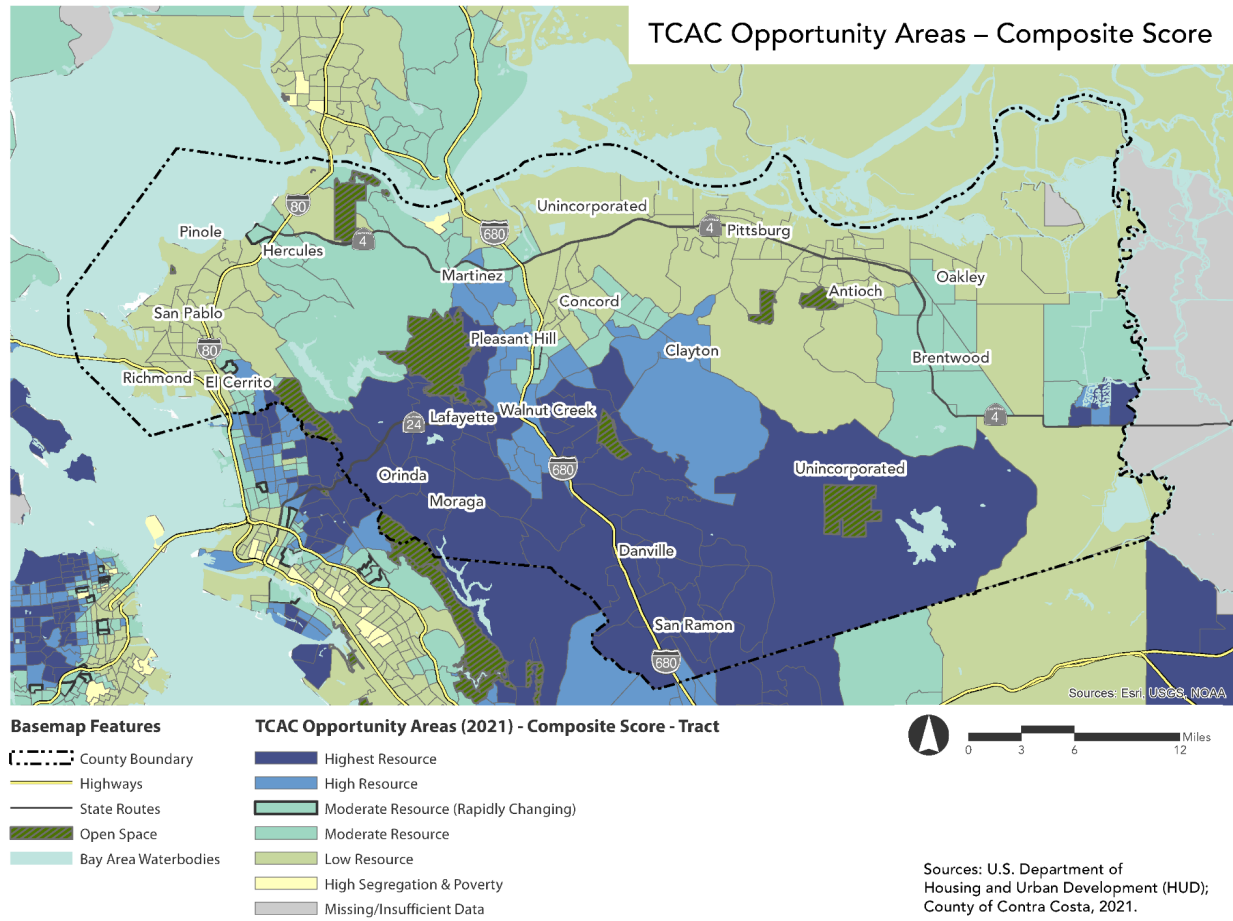 TCAC Opportunity Areas – Composite Score
80
Unincorporated
Pinole
4
680
4
Pittsburg
Hercules
Martinez
Oakley
Antioch
Concord
San Pablo
Pleasant Hill
80
Clayton
Brentwood
Richmond
El Cerrito
24
Lafayette
Walnut Creek
4
Orinda
680
Unincorporated
Moraga
Danville
San Ramon
680
Sources: Esri, USGS, NOAA
Basemap Features
County Boundary
Highways
State Routes
Open Space
Bay Area Waterbodies
TCAC Opportunity Areas (2021) - Composite Score - Tract
Highest Resource
High Resource
Moderate Resource (Rapidly Changing)
Moderate Resource
Low Resource
High Segregation & Poverty
Missing/Insufficient Data
Miles
0 3 6 12
Sources: U.S. Department of
Housing and Urban Development (HUD);
County of Contra Costa, 2021.